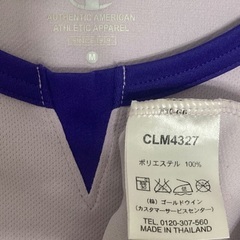 AUTHENTIC AMERICAN
ATHLETIC APPAREL
M
CLM4327
ポリエステル 100%
(株)ゴールドウイン
(カスタマーサービスセンター)
TEL 0120-307-560
MADE IN THAILAND